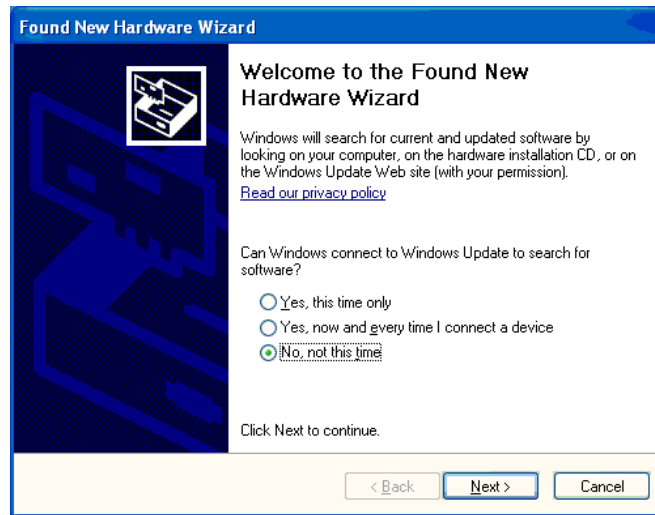 Found New Hardware Wizard
Welcome to the Found New
Hardware Wizard
Windows will search for current and updated software by
looking on your computer, on the hardware installation CD, or on
the Windows Update Web site (with your permission).
Read our privacy policy
Can Windows connect to Windows Update to search for
software?
Yes, this time only
Yes, now and every time I connect a device
No, not this time
Click Next to continue.
< Back
Next >
Cancel